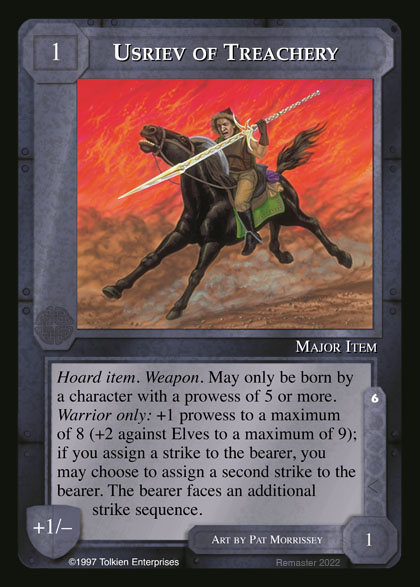 1
USRIEV OF TREACHERY
MAJOR ITEM
Hoard item. Weapon. May only be born by
a character with a prowess of 5 or more.
Warrior only: +1 prowess to a maximum
of 8 (+2 against Elves to a maximum of 9);
if you assign a strike to the bearer, you
may choose to assign a second strike to the
bearer. The bearer faces an additional
strike sequence.
6
+1/–
ART BY PAT MORRISSEY
1
©1997 Tolkien Enterprises
Remaster 2022